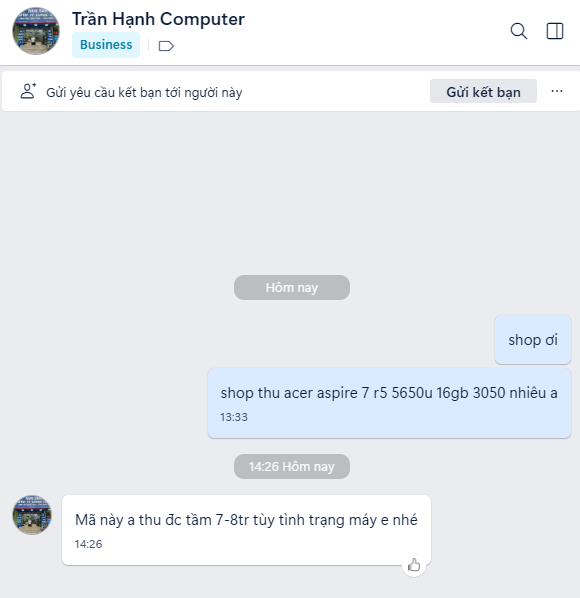 Trần Hạnh Computer
Business
Gửi yêu cầu kết bạn tới người này
Gửi kết bạn
Hôm nay
shop ơi
shop thu acer aspire 7 r5 5650u 16gb 3050 nhiêu a
13:33
14:26 Hôm nay
Mã này a thu đc tầm 7-8tr tùy tình trạng máy e nhé
14:26